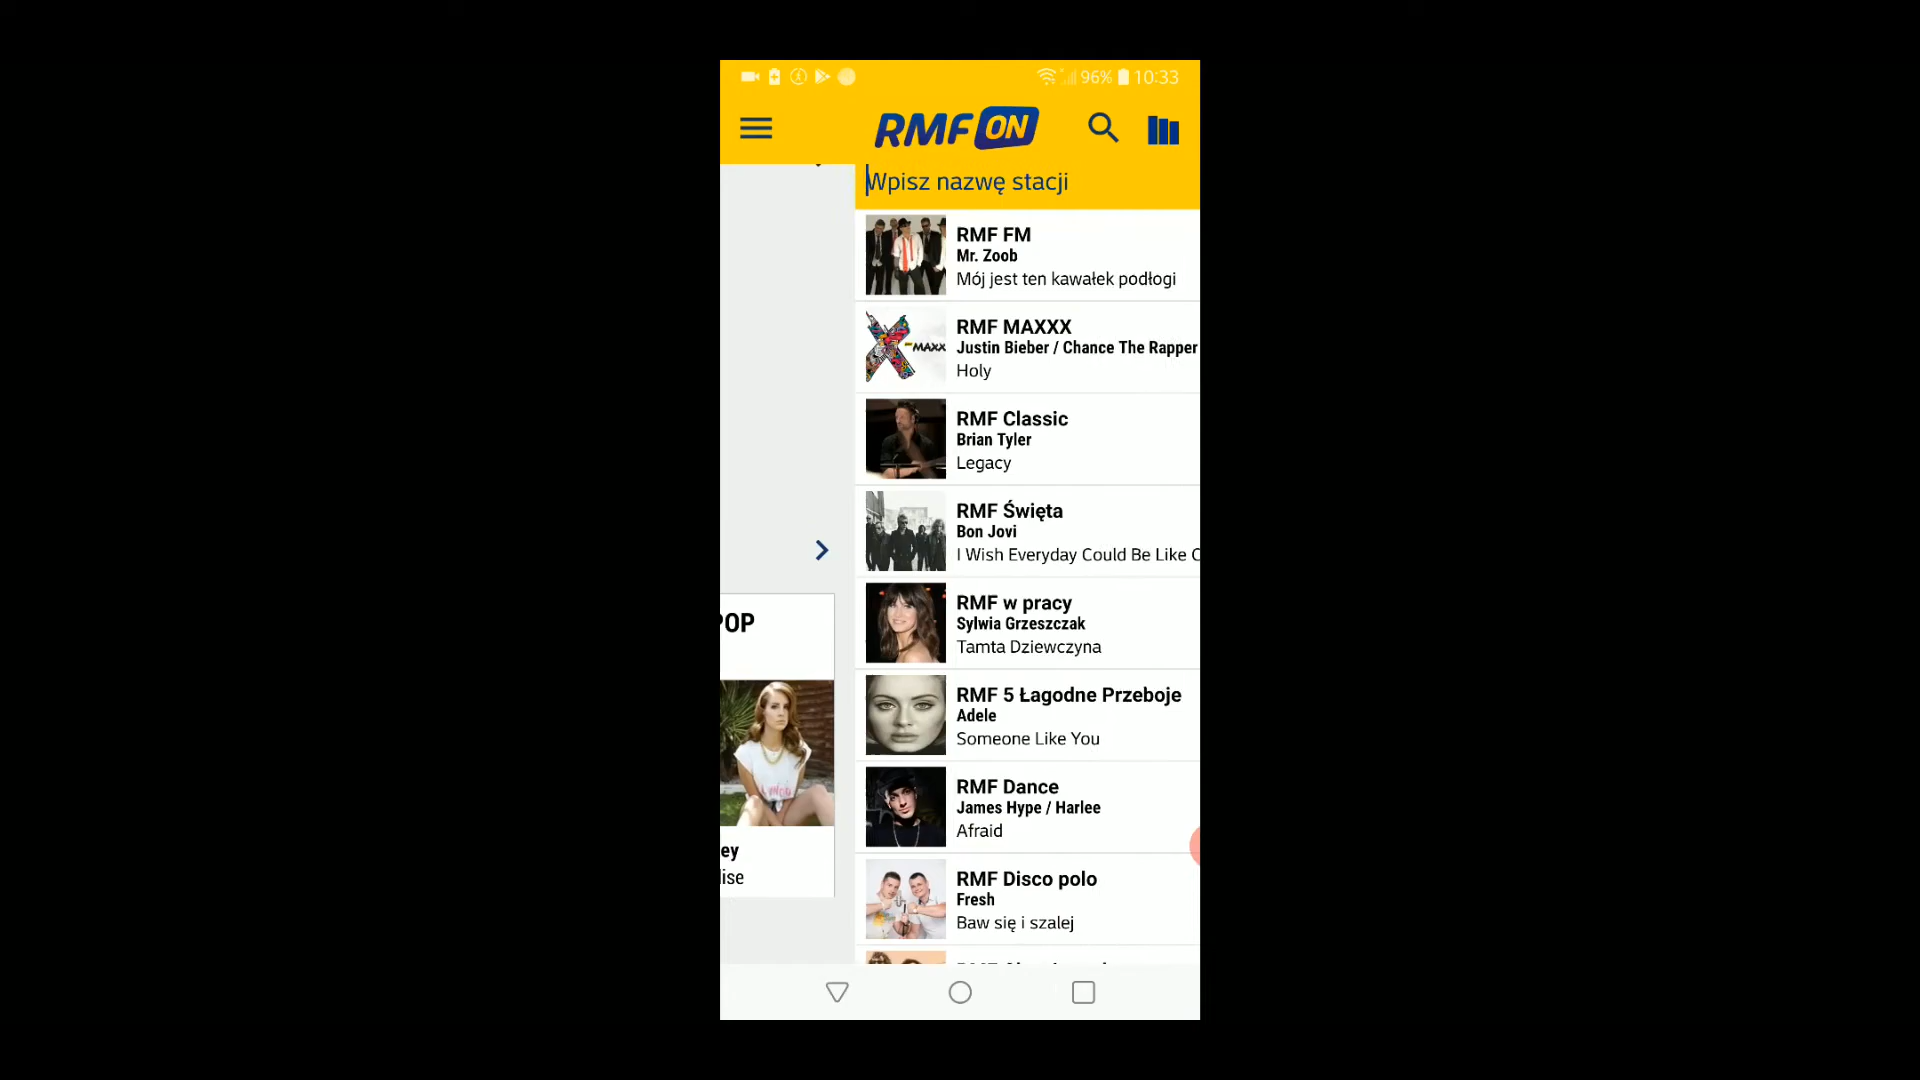 96% 10:33
RMF ON
Wpisz nazwę stacji
RMF FM
Mr. Zoob
Mój jest ten kawałek podłogi
MAXX
RMF MAXXX
Justin Bieber / Chance The Rapper
Holy
RMF Classic
Brian Tyler
Legacy
RMF Święta
Bon Jovi
I Wish Everyday Could Be Like C
RMF w pracy
Sylwia Grzeszczak
Tamta Dziewczyna
RMF 5 Łagodne Przeboje
Adele
Someone Like You
RMF Dance
James Hype / Harlee
Afraid
RMF Disco polo
Fresh
Baw się i szalej
POP
ey
ise